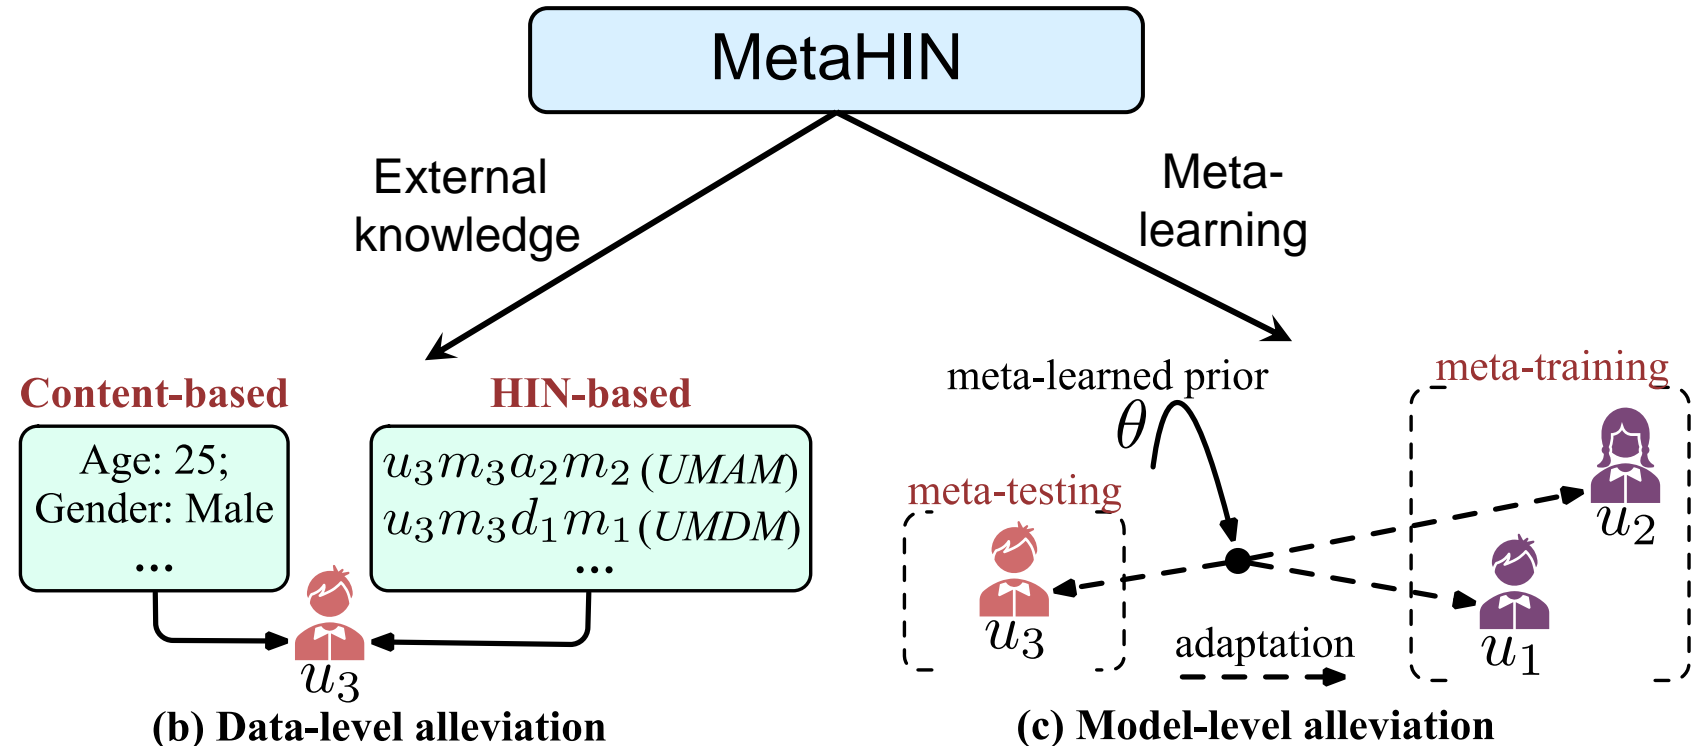 MetaHIN
External
knowledge
Meta-
learning
Content-based
Age: 25;
Gender: Male
...
HIN-based
u₃m₃a₂m₂ (UMAM)
u₃m₃d₁m₁ (UMDM)
...
u₃
(b) Data-level alleviation
meta-learned prior
θ
meta-training
meta-testing
u₂
u₃
u₁
adaptation
(c) Model-level alleviation